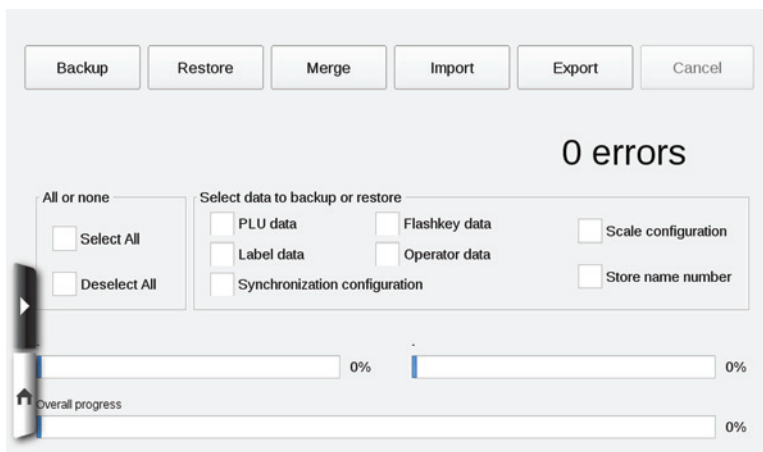 Backup Restore Merge Import Export Cancel
0 errors
All or none
Select All
Deselect All
Select data to backup or restore
PLU data Flashkey data Scale configuration
Label data Operator data
Synchronization configuration Store name number
. .
0% 0%
Overall progress
0%